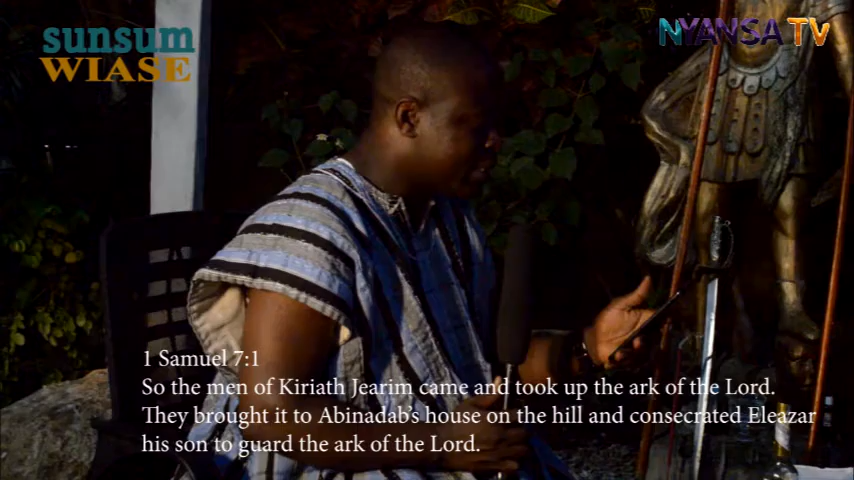 sunsum
WIASE
NYANSA TV
1 Samuel 7:1
So the men of Kiriath Jearim came and took up the ark of the Lord.
They brought it to Abinadab's house on the hill and consecrated Eleazar
his son to guard the ark of the Lord.